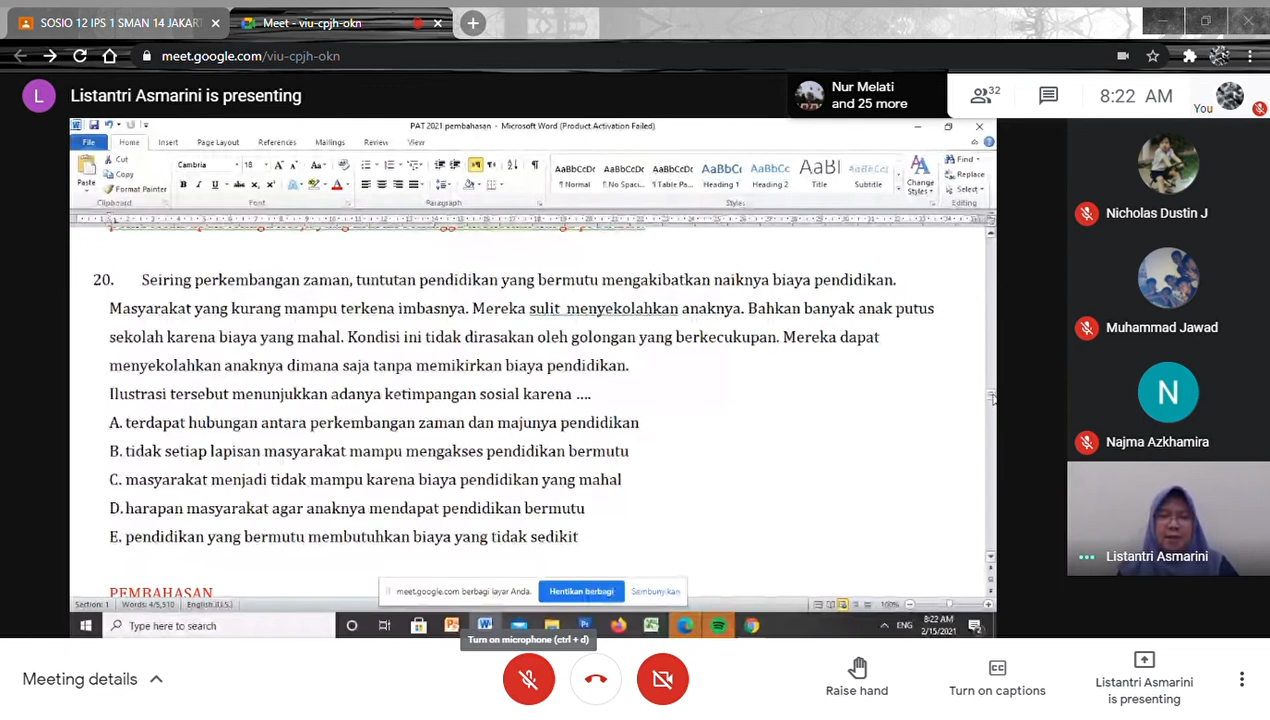 SOSIO 12 IPS 1 SMAN 14 JAKART
Meet - viu-cpjh-okn
meet.google.com/viu-cpjh-okn
L
Listantri Asmarini is presenting
Nur Melati
and 25 more
32
8:22 AM
You
PAT 2021 pembahasan - Microsoft Word (Product Activation Failed)
File Home Insert Page Layout References Mailings Review View
Paste
Cut
Copy
Format Painter
Clipboard
Cambria 18
Font
Paragraph
AaBbCcDc AaBbCcDc AaBbCcDc AaBbCc AaBbCc AaBl AaBbCcDc
¶ Normal ¶ No Spaci... ¶ Table Pa... Heading 1 Heading 2 Title Subtitle
Styles
Change
Styles
Find
Replace
Select
Editing
20. Seiring perkembangan zaman, tuntutan pendidikan yang bermutu mengakibatkan naiknya biaya pendidikan.
Masyarakat yang kurang mampu terkena imbasnya. Mereka sulit menyekolahkan anaknya. Bahkan banyak anak putus
sekolah karena biaya yang mahal. Kondisi ini tidak dirasakan oleh golongan yang berkecukupan. Mereka dapat
menyekolahkan anaknya dimana saja tanpa memikirkan biaya pendidikan.
Ilustrasi tersebut menunjukkan adanya ketimpangan sosial karena ....
A. terdapat hubungan antara perkembangan zaman dan majunya pendidikan
B. tidak setiap lapisan masyarakat mampu mengakses pendidikan bermutu
C. masyarakat menjadi tidak mampu karena biaya pendidikan yang mahal
D. harapan masyarakat agar anaknya mendapat pendidikan bermutu
E. pendidikan yang bermutu membutuhkan biaya yang tidak sedikit
PEMBAHASAN
meet.google.com berbagi layar Anda. Hentikan berbagi Sembunyikan
Section: 1 Words: 4/5,510 English (U.S.) 100%
Type here to search
ENG
8:22 AM
2/15/2021
Turn on microphone (ctrl + d)
Nicholas Dustin J
Muhammad Jawad
N
Najma Azkhamira
Listantri Asmarini
Meeting details
Raise hand
Turn on captions
Listantri Asmarini
is presenting